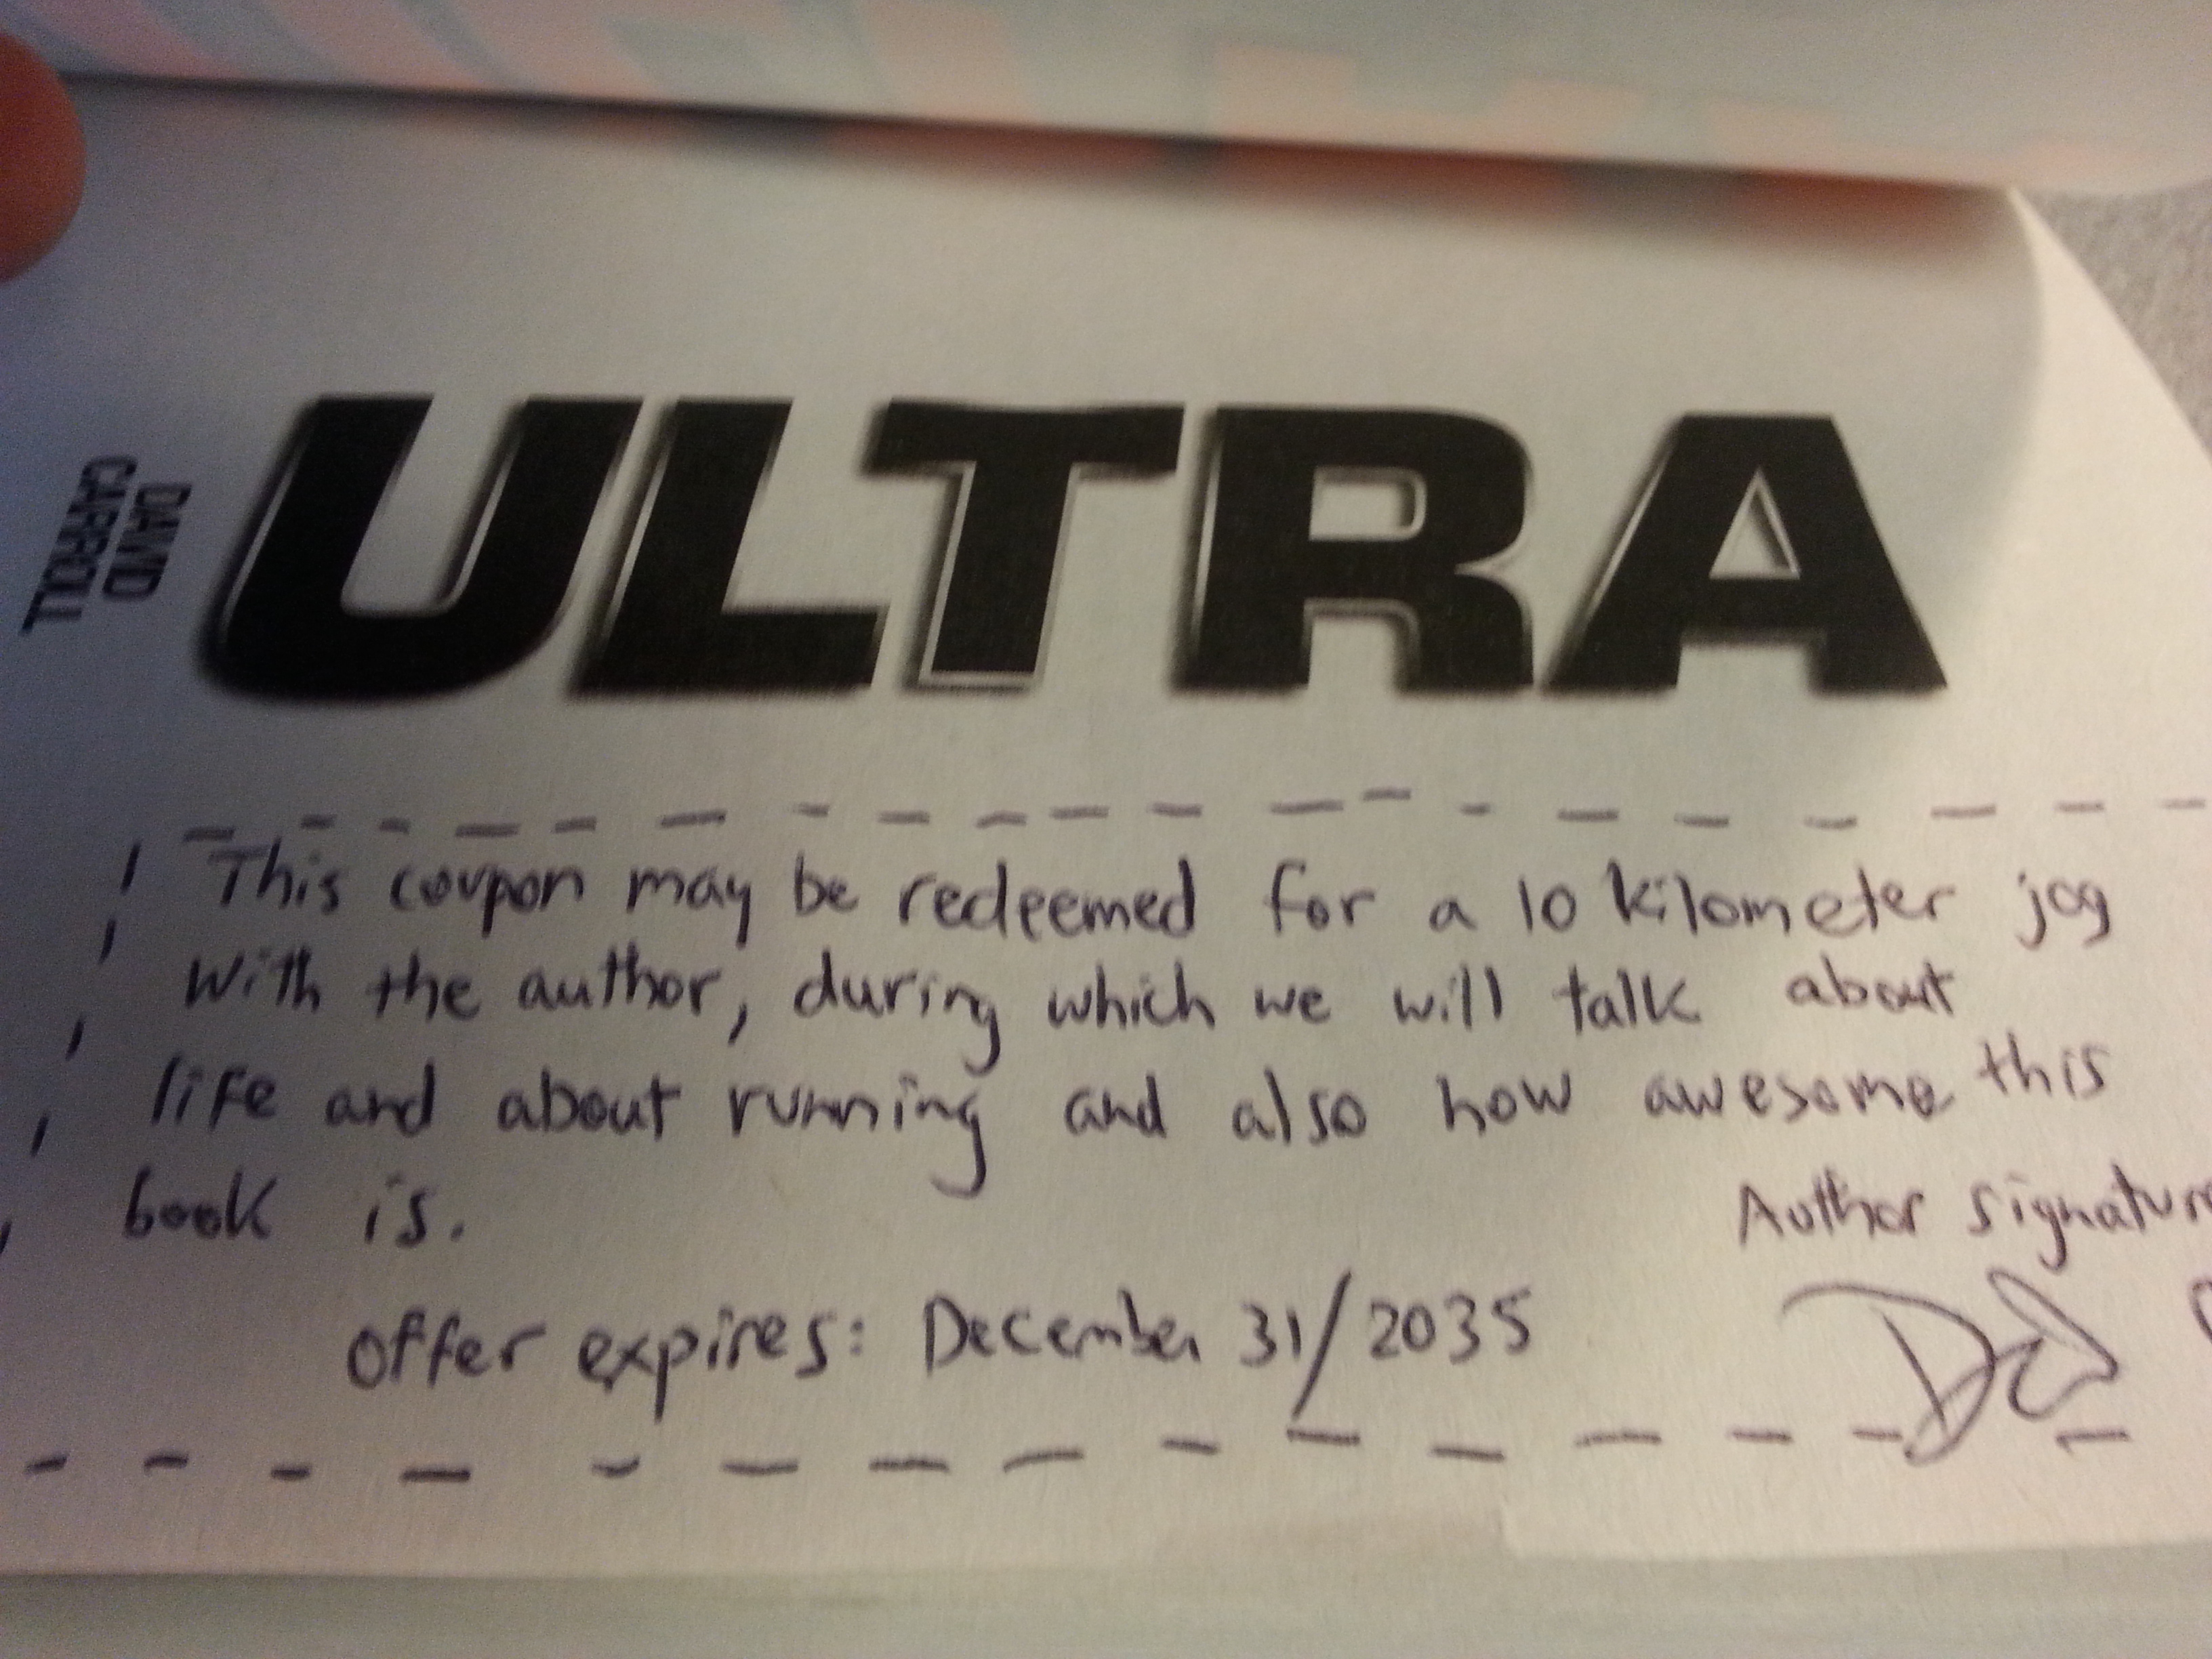 DAVID
CARROLL
ULTRA
This coupon may be redeemed for a 10 kilometer jog
with the author, during which we will talk about
life and about running and also how awesome this
book is.
Author signatur
Offer expires: December 31/2035